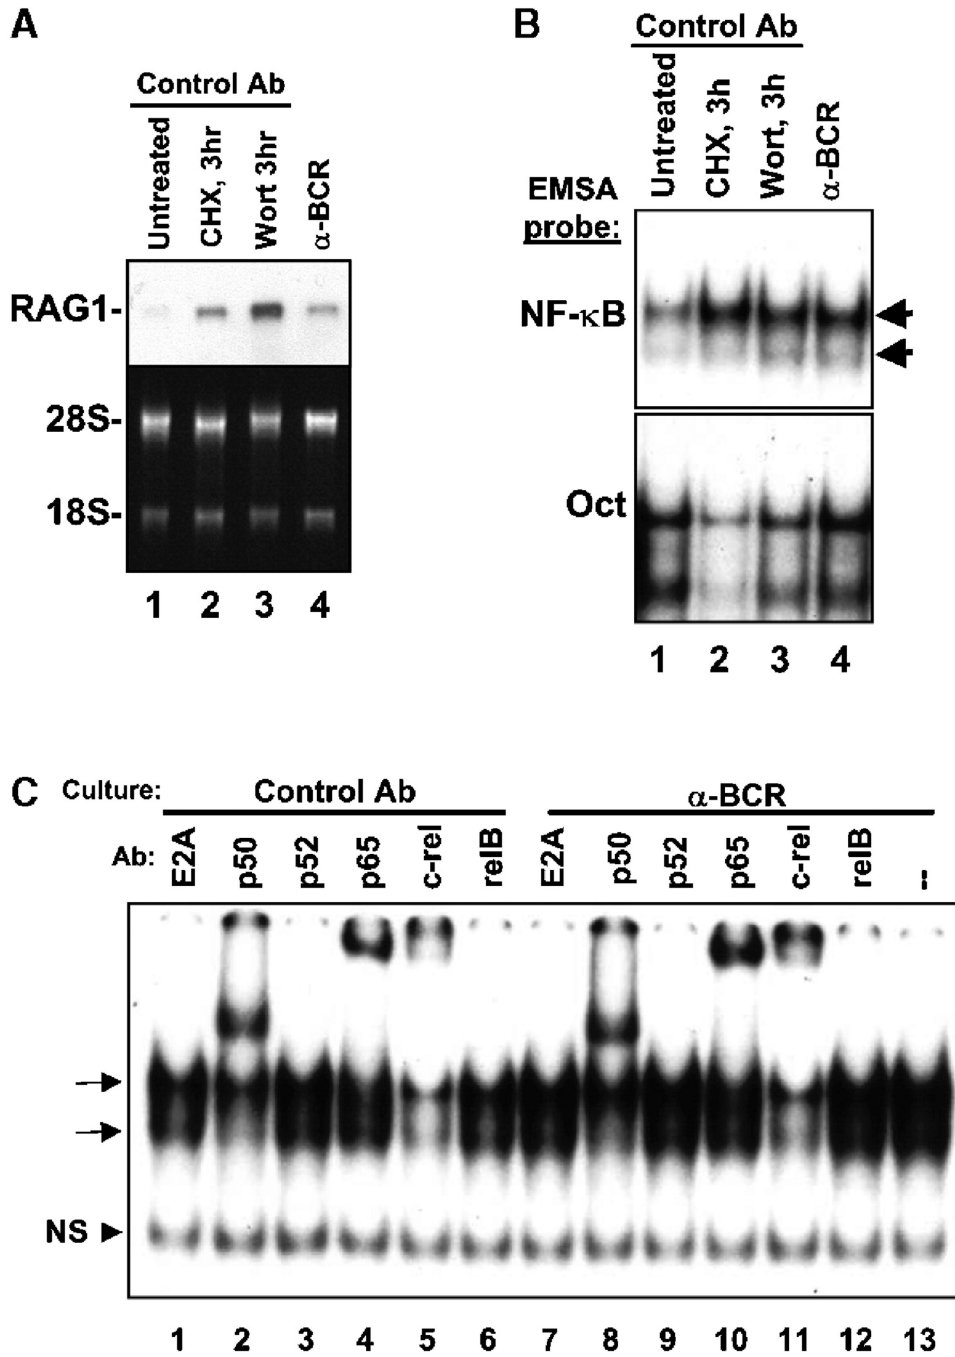 A
Control Ab
Untreated
CHX, 3hr
Wort 3hr
α-BCR
RAG1-
28S-
18S-
1 2 3 4
B
Control Ab
Untreated
CHX, 3h
Wort, 3h
α-BCR
EMSA
probe:
NF-κB
Oct
1 2 3 4
C
Culture: Control Ab α-BCR
Ab: E2A p50 p52 p65 c-rel relB E2A p50 p52 p65 c-rel relB --
NS
1 2 3 4 5 6 7 8 9 10 11 12 13